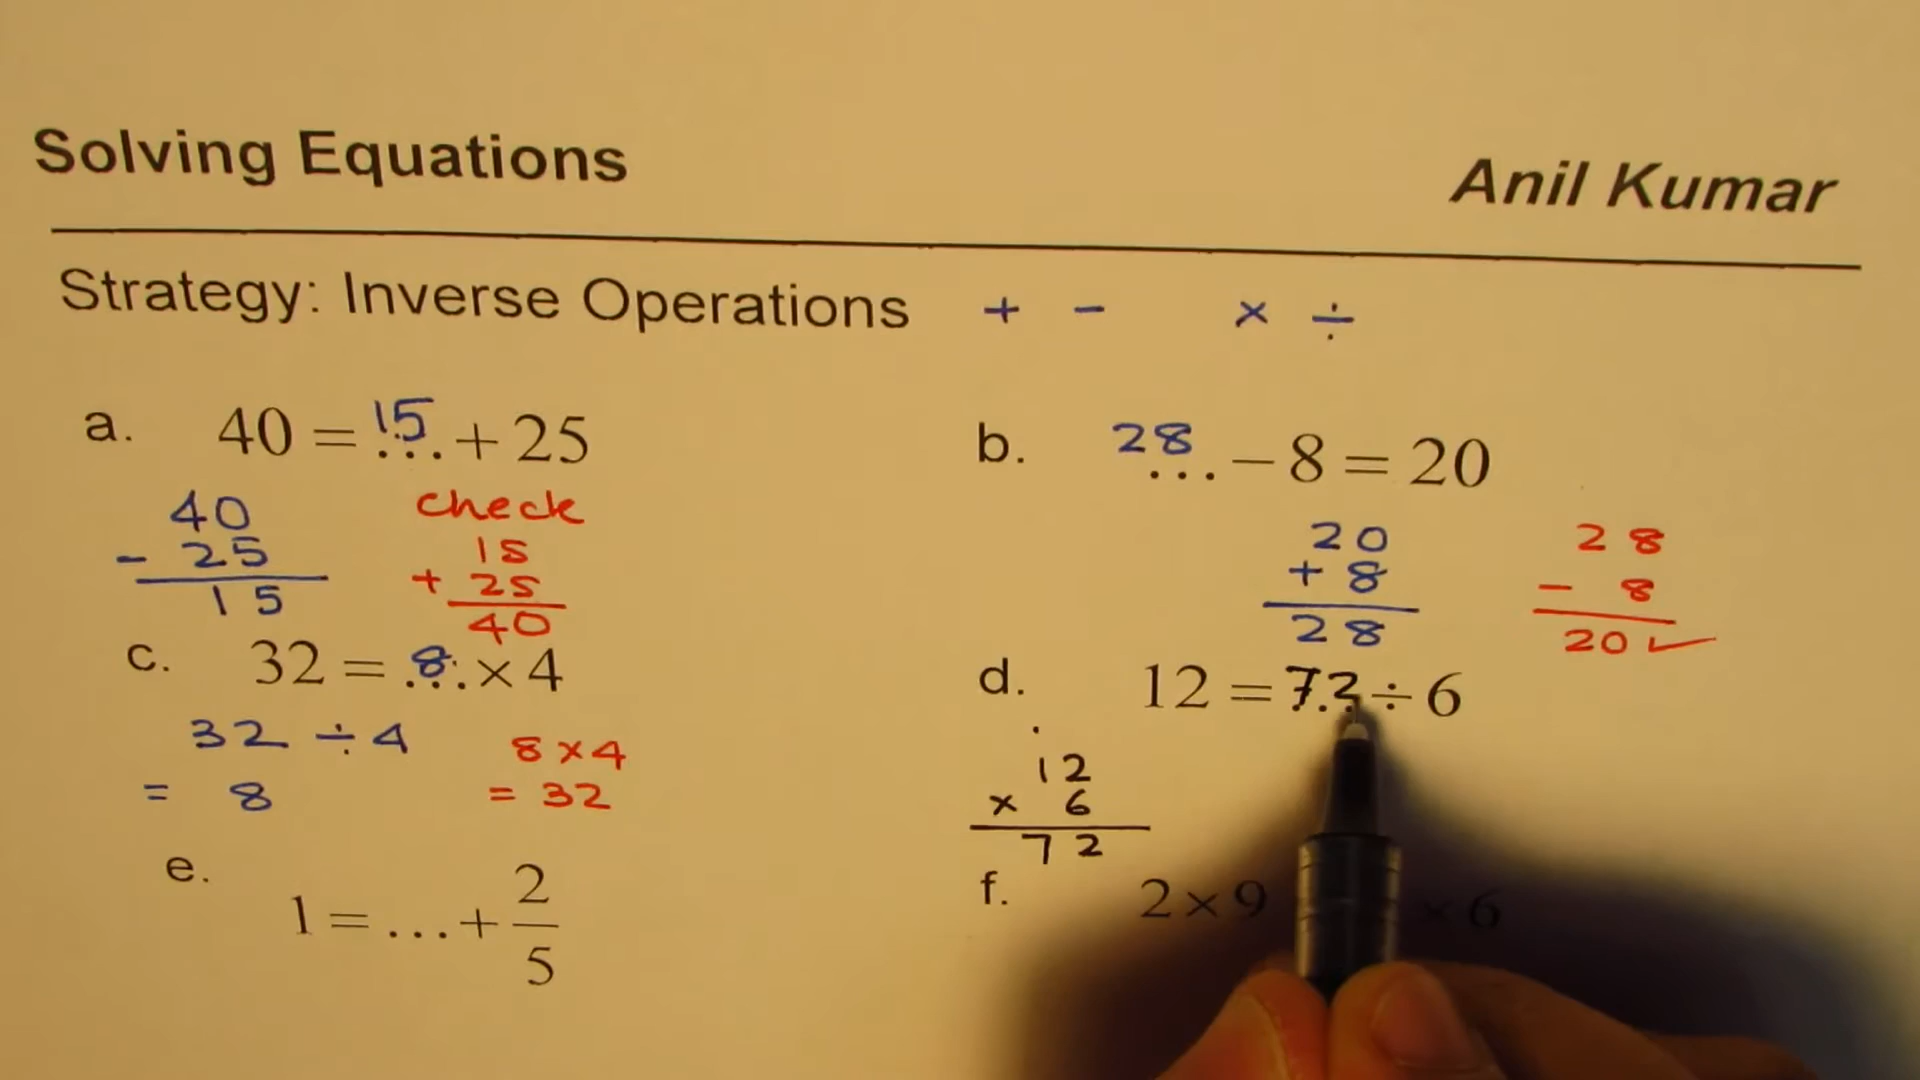 Solving Equations
Anil Kumar
Strategy: Inverse Operations + - × ÷
a. 40 = 15 ... + 25
40
- 25
15
check
15
+ 25
40
b. 28 ... - 8 = 20
20
+ 8
28
28
- 8
20 ✓
c. 32 = 8 ... × 4
32 ÷ 4
= 8
8 × 4
= 32
d. 12 = 72 ... ÷ 6
12
× 6
72
e. 1 = ... + 2/5
f. 2 × 9 × 6